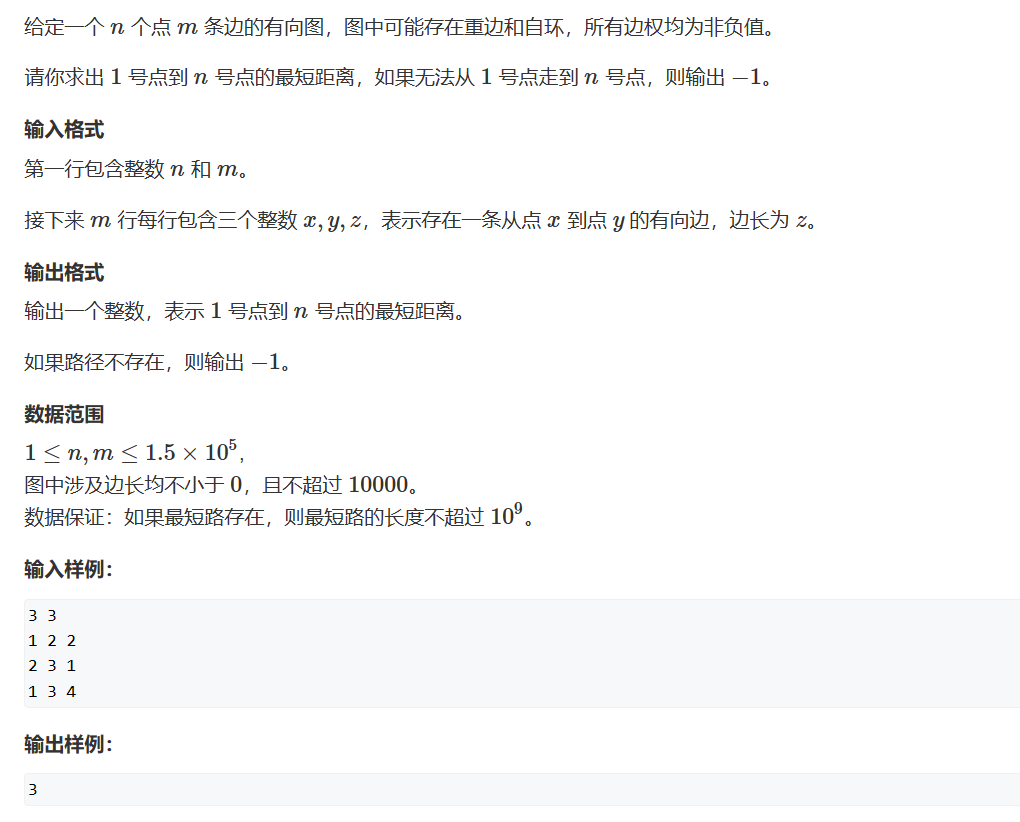 给定一个 n 个点 m 条边的有向图，图中可能存在重边和自环，所有边权均为非负值。
请你求出 1 号点到 n 号点的最短距离，如果无法从 1 号点走到 n 号点，则输出 −1。
输入格式
第一行包含整数 n 和 m。
接下来 m 行每行包含三个整数 x, y, z，表示存在一条从点 x 到点 y 的有向边，边长为 z。
输出格式
输出一个整数，表示 1 号点到 n 号点的最短距离。
如果路径不存在，则输出 −1。
数据范围
1 ≤ n, m ≤ 1.5 × 10⁵,
图中涉及边长均不小于 0，且不超过 10000。
数据保证：如果最短路存在，则最短路的长度不超过 10⁹。
输入样例：
3 3
1 2 2
2 3 1
1 3 4
输出样例：
3